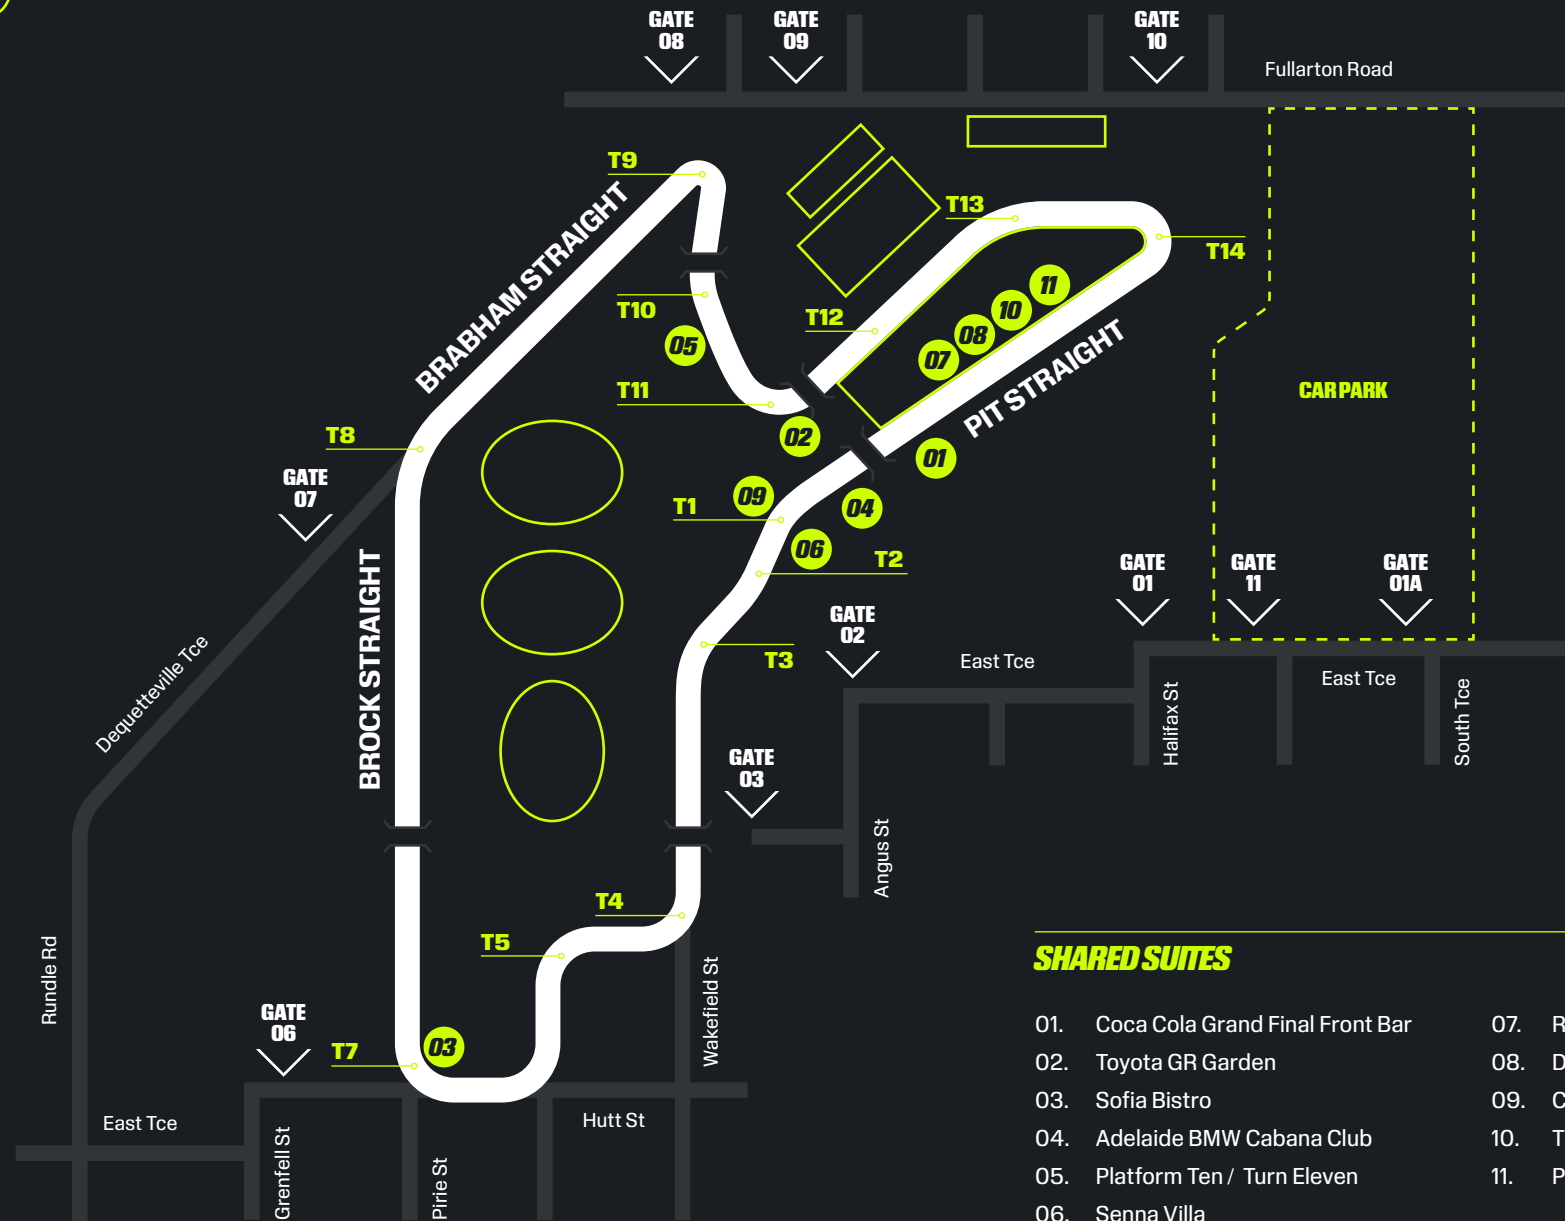 GATE
08
GATE
09
GATE
10
Fullarton Road
T9
T13
T14
BRABHAM STRAIGHT
T10
11
10
08
07
T12
05
PIT STRAIGHT
T11
CAR PARK
02
01
T8
GATE
07
09
T1
04
06
T2
GATE
01
GATE
11
GATE
01A
BROCK STRAIGHT
GATE
02
T3
East Tce
East Tce
Dequetteville Tce
Halifax St
South Tce
GATE
03
Angus St
T4
T5
Rundle Rd
Wakefield St
GATE
06
T7
03
East Tce
Hutt St
Grenfell St
Pirie St
SHARED SUITES
01. Coca Cola Grand Final Front Bar
02. Toyota GR Garden
03. Sofia Bistro
04. Adelaide BMW Cabana Club
05. Platform Ten / Turn Eleven
06. Senna Villa
07. R
08. D
09. C
10. T
11. P